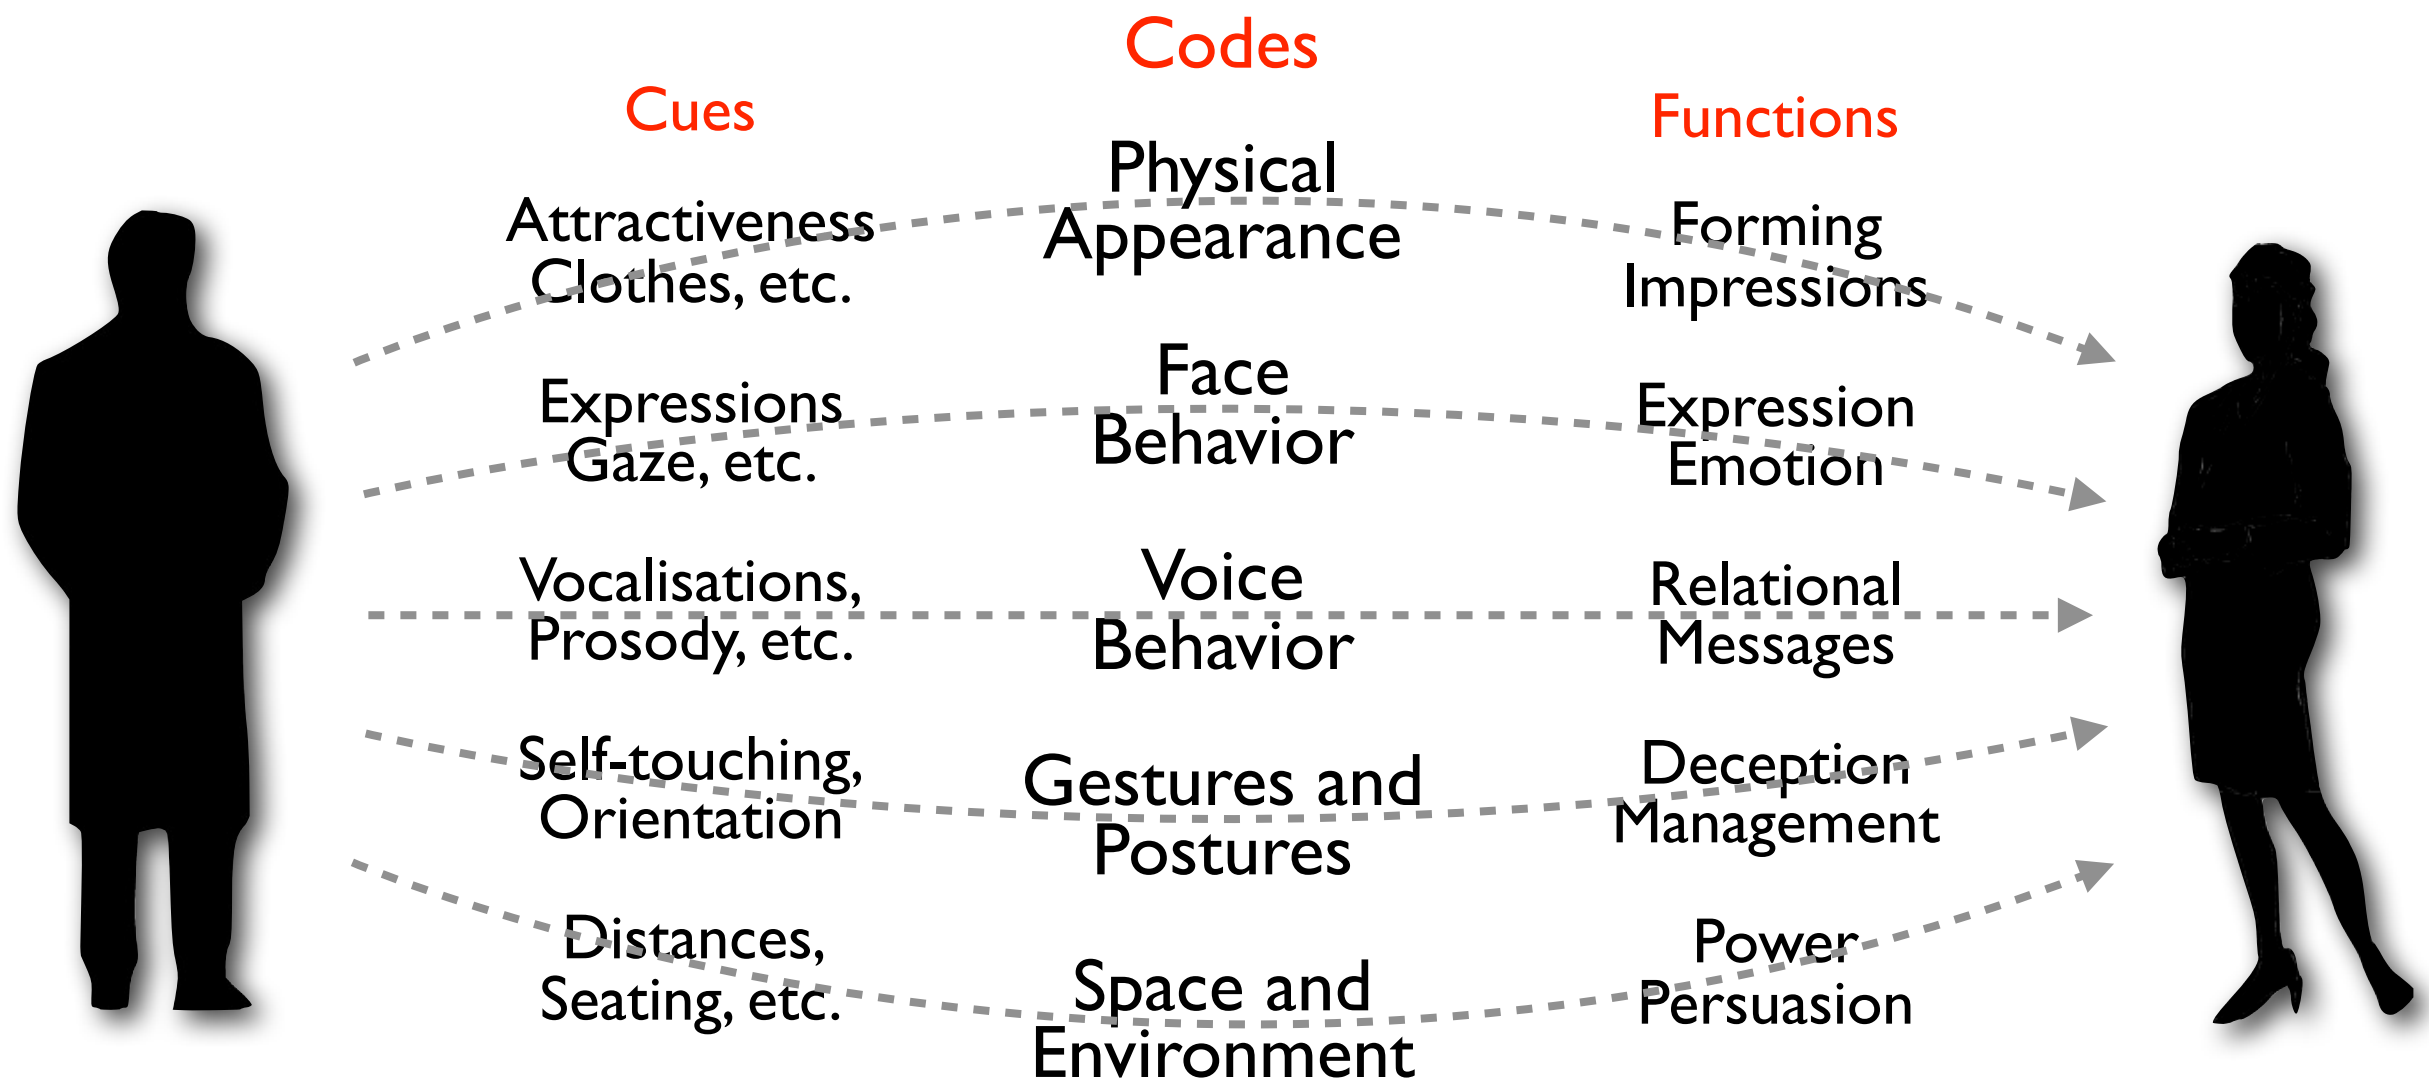 Codes
Cues
Functions
Attractiveness
Clothes, etc.
Physical
Appearance
Forming
Impressions
Expressions
Gaze, etc.
Face
Behavior
Expression
Emotion
Vocalisations,
Prosody, etc.
Voice
Behavior
Relational
Messages
Self-touching,
Orientation
Gestures and
Postures
Deception
Management
Distances,
Seating, etc.
Space and
Environment
Power
Persuasion